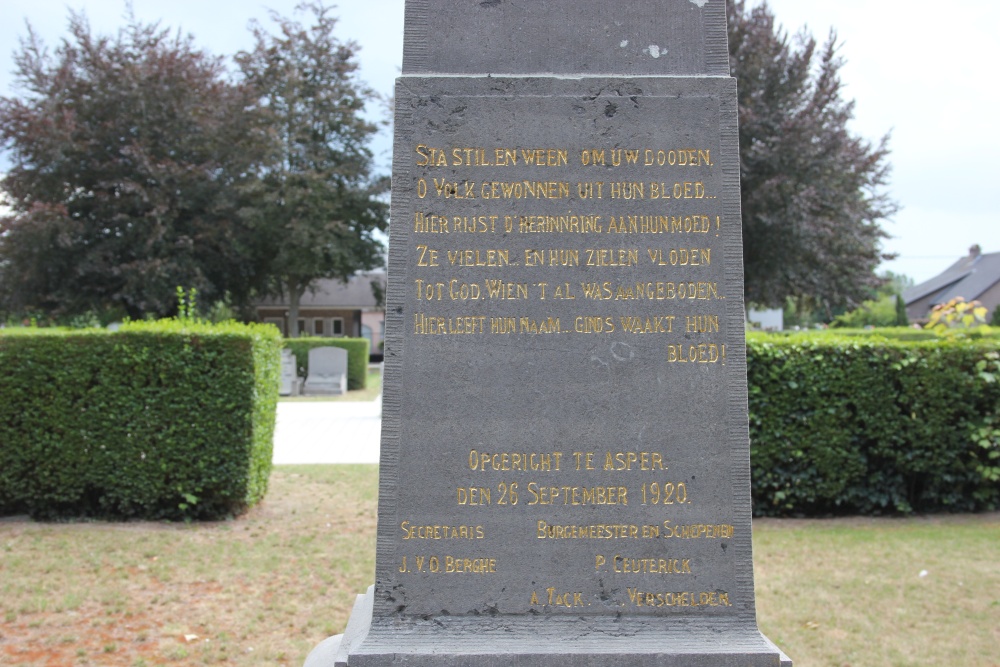 STA STIL. EN WEEN OM UW DOODEN.
O VOLK GEWONNEN UIT HUN BLOED...
HIER RIJST D'HERINN'RING AAN HUN MOED!
ZE VIELEN... EN HUN ZIELEN VLODEN
TOT GOD. WIEN 'T AL WAS AANGEBODEN...
HIER LEEFT HUN NAAM... GINDS WAAKT HUN
BLOED!
OPGERICHT TE ASPER.
DEN 26 SEPTEMBER 1920.
SECRETARIS BURGEMEESTER EN SCHEPENEN
J. V. D. BERGHE P. CEUTERICK
A. TACK. VERSCHELDEN.